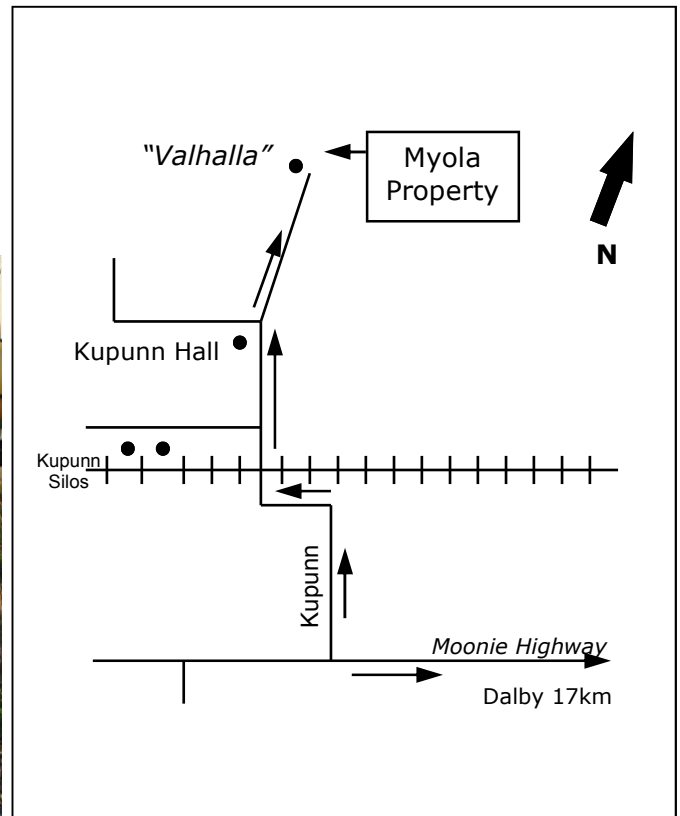 “Valhalla”
Myola
Property
N
Kupunn Hall
Kupunn
Silos
Kupunn
Moonie Highway
Dalby 17km